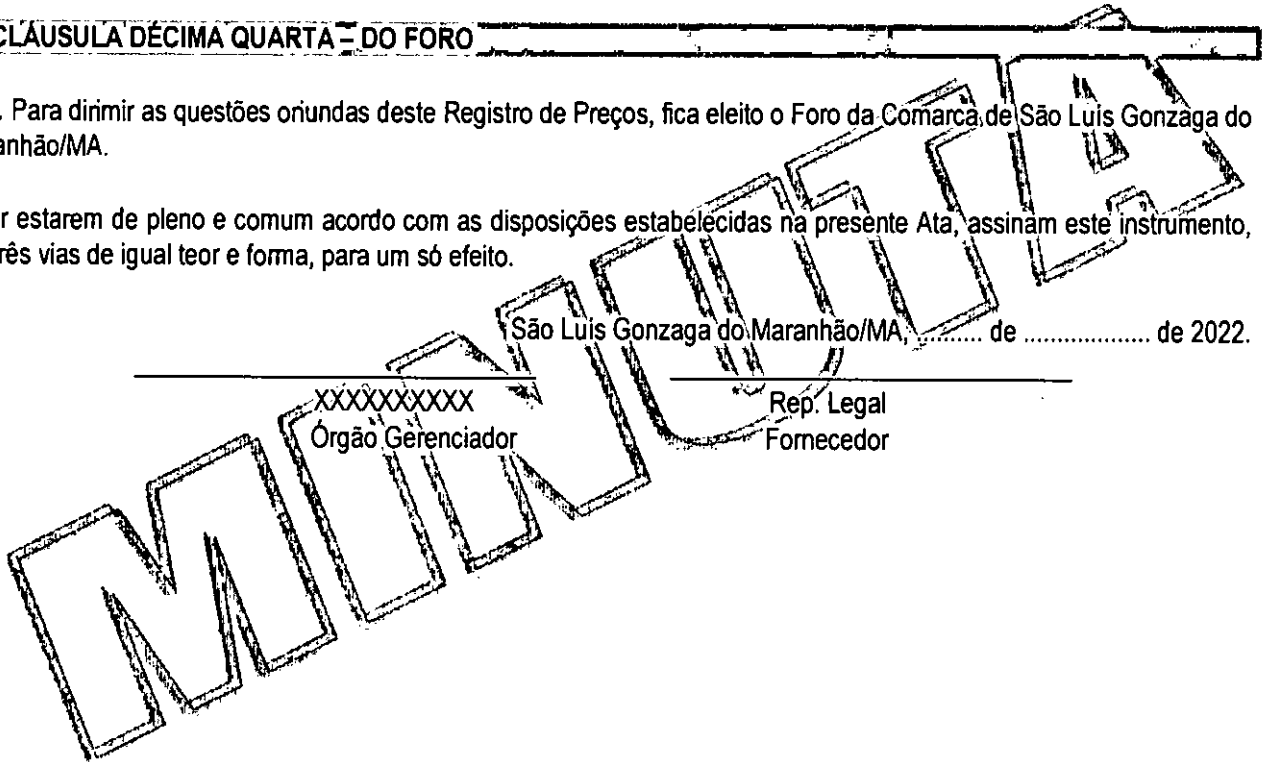 CLÁUSULA DÉCIMA QUARTA – DO FORO
. Para dirimir as questões oriundas deste Registro de Preços, fica eleito o Foro da Comarca de São Luis Gonzaga do
anhão/MA.
r estarem de pleno e comum acordo com as disposições estabelecidas na presente Ata, assinam este instrumento,
rês vias de igual teor e forma, para um só efeito.
São Luis Gonzaga do Maranhão/MA, .......... de ................... de 2022.
XXXXXXXXXX
Órgão Gerenciador
Rep. Legal
Fornecedor
MINUTA